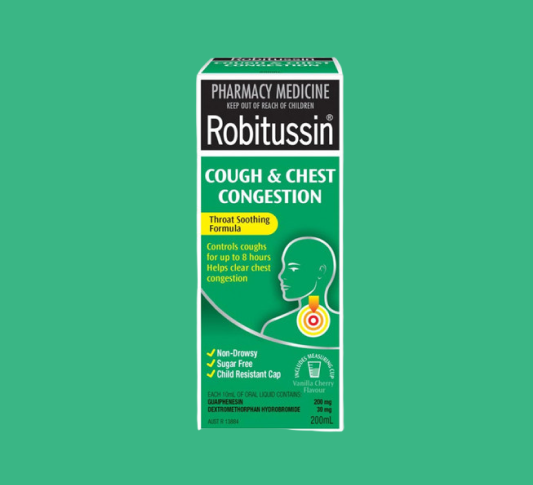 PHARMACY MEDICINE
KEEP OUT OF REACH OF CHILDREN
Robitussin®
COUGH & CHEST
CONGESTION
Throat Soothing
Formula
Controls coughs
for up to 8 hours
Helps clear chest
congestion
✓ Non-Drowsy
✓ Sugar Free
✓ Child Resistant Cap
INCLUDES MEASURING CUP
Vanilla Cherry
Flavour
EACH 10mL OF ORAL LIQUID CONTAINS:
GUAIPHENESIN 200 mg
DEXTROMETHORPHAN HYDROBROMIDE 30 mg
200mL